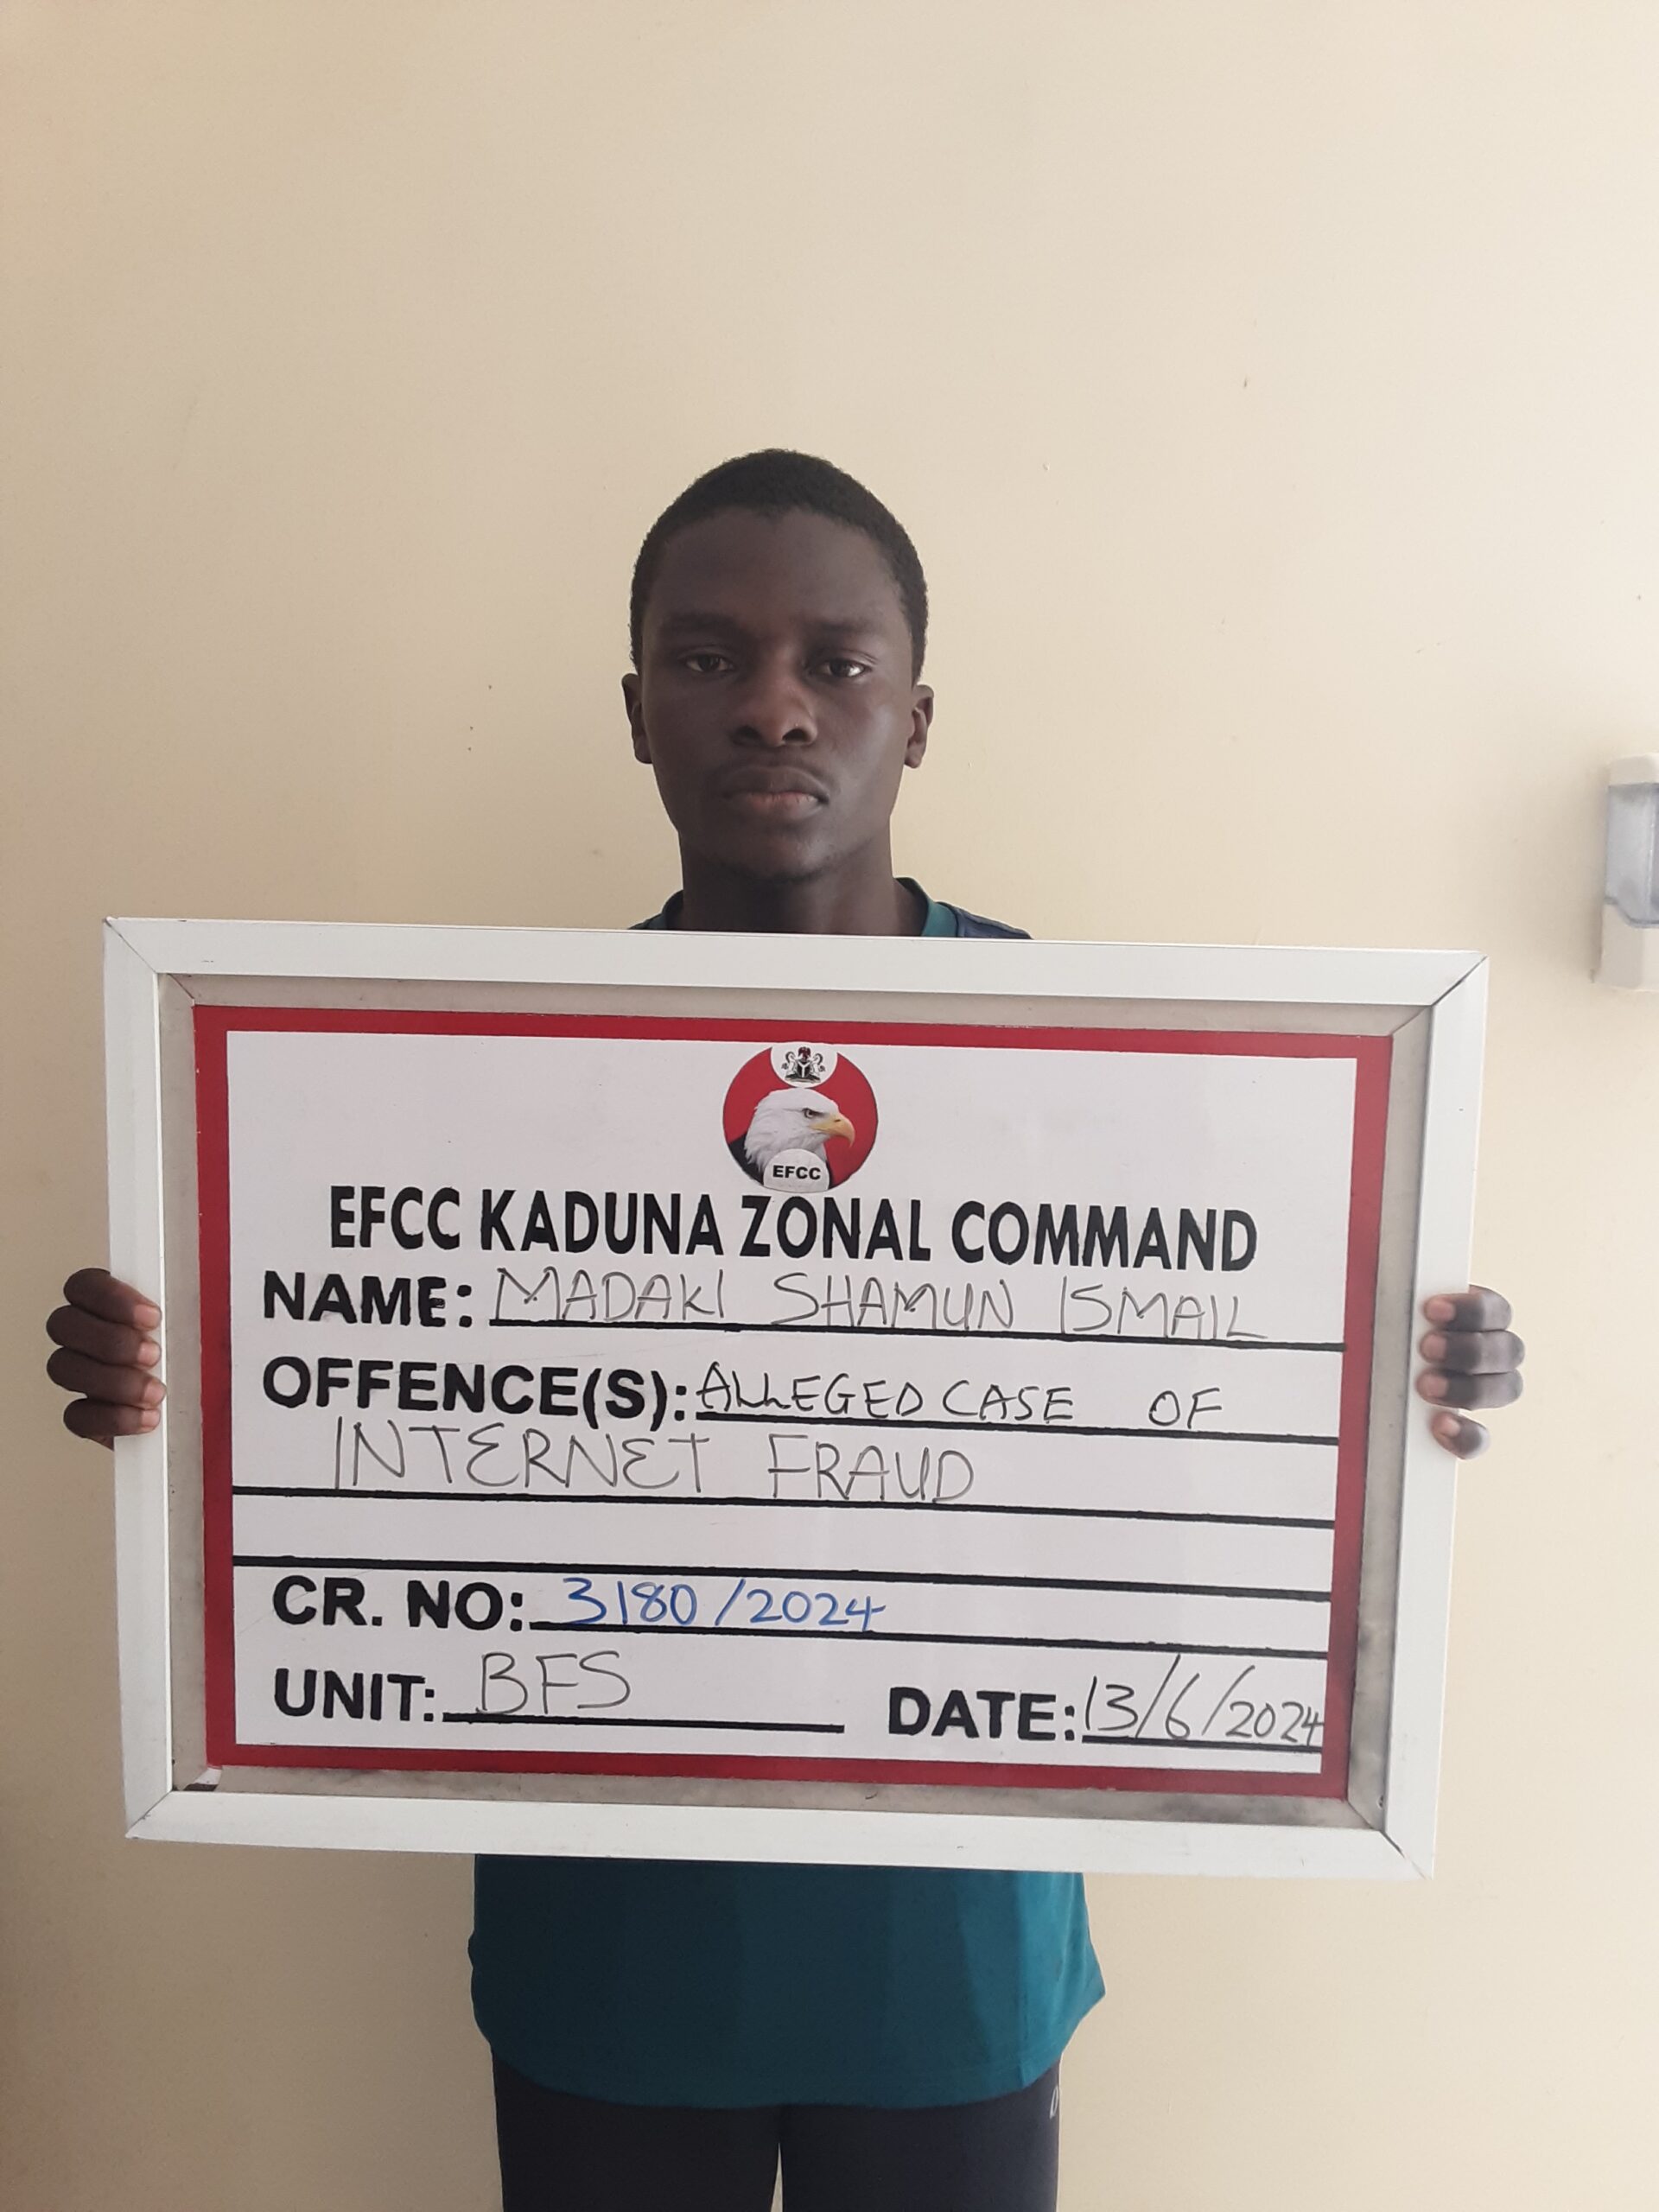 EFCC
EFCC KADUNA ZONAL COMMAND
NAME: MADAKI SHAMUN ISMAIL
OFFENCE(S): ALLEGED CASE OF
INTERNET FRAUD
CR. NO: 3180/2024
UNIT: BFS DATE: 13/6/2024